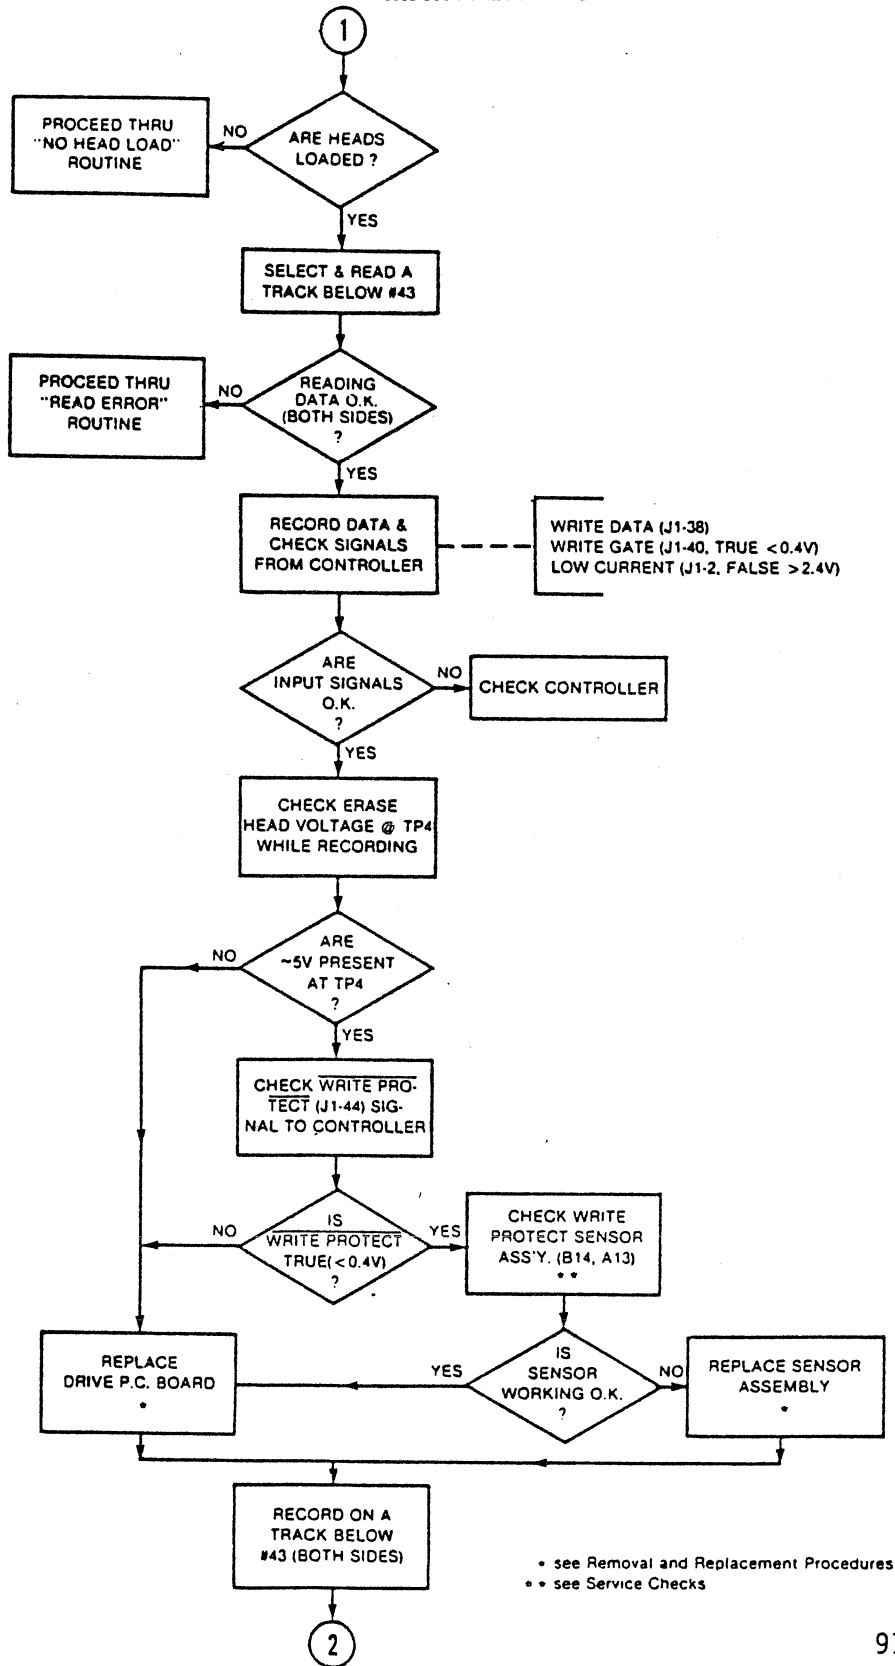 1
ARE HEADS
LOADED ?
NO
PROCEED THRU
"NO HEAD LOAD"
ROUTINE
YES
SELECT & READ A
TRACK BELOW #43
READING
DATA O.K.
(BOTH SIDES)
?
NO
PROCEED THRU
"READ ERROR"
ROUTINE
YES
RECORD DATA &
CHECK SIGNALS
FROM CONTROLLER
WRITE DATA (J1-38)
WRITE GATE (J1-40, TRUE <0.4V)
LOW CURRENT (J1-2, FALSE >2.4V)
ARE
INPUT SIGNALS
O.K.
?
NO
CHECK CONTROLLER
YES
CHECK ERASE
HEAD VOLTAGE @ TP4
WHILE RECORDING
ARE
~5V PRESENT
AT TP4
?
NO
YES
CHECK WRITE PRO-
TECT (J1-44) SIG-
NAL TO CONTROLLER
IS
WRITE PROTECT
TRUE(<0.4V)
?
NO
YES
CHECK WRITE
PROTECT SENSOR
ASS'Y. (B14, A13)
**
IS
SENSOR
WORKING O.K.
?
YES
NO
REPLACE
DRIVE P.C. BOARD
*
REPLACE SENSOR
ASSEMBLY
*
RECORD ON A
TRACK BELOW
#43 (BOTH SIDES)
* see Removal and Replacement Procedures
** see Service Checks
2